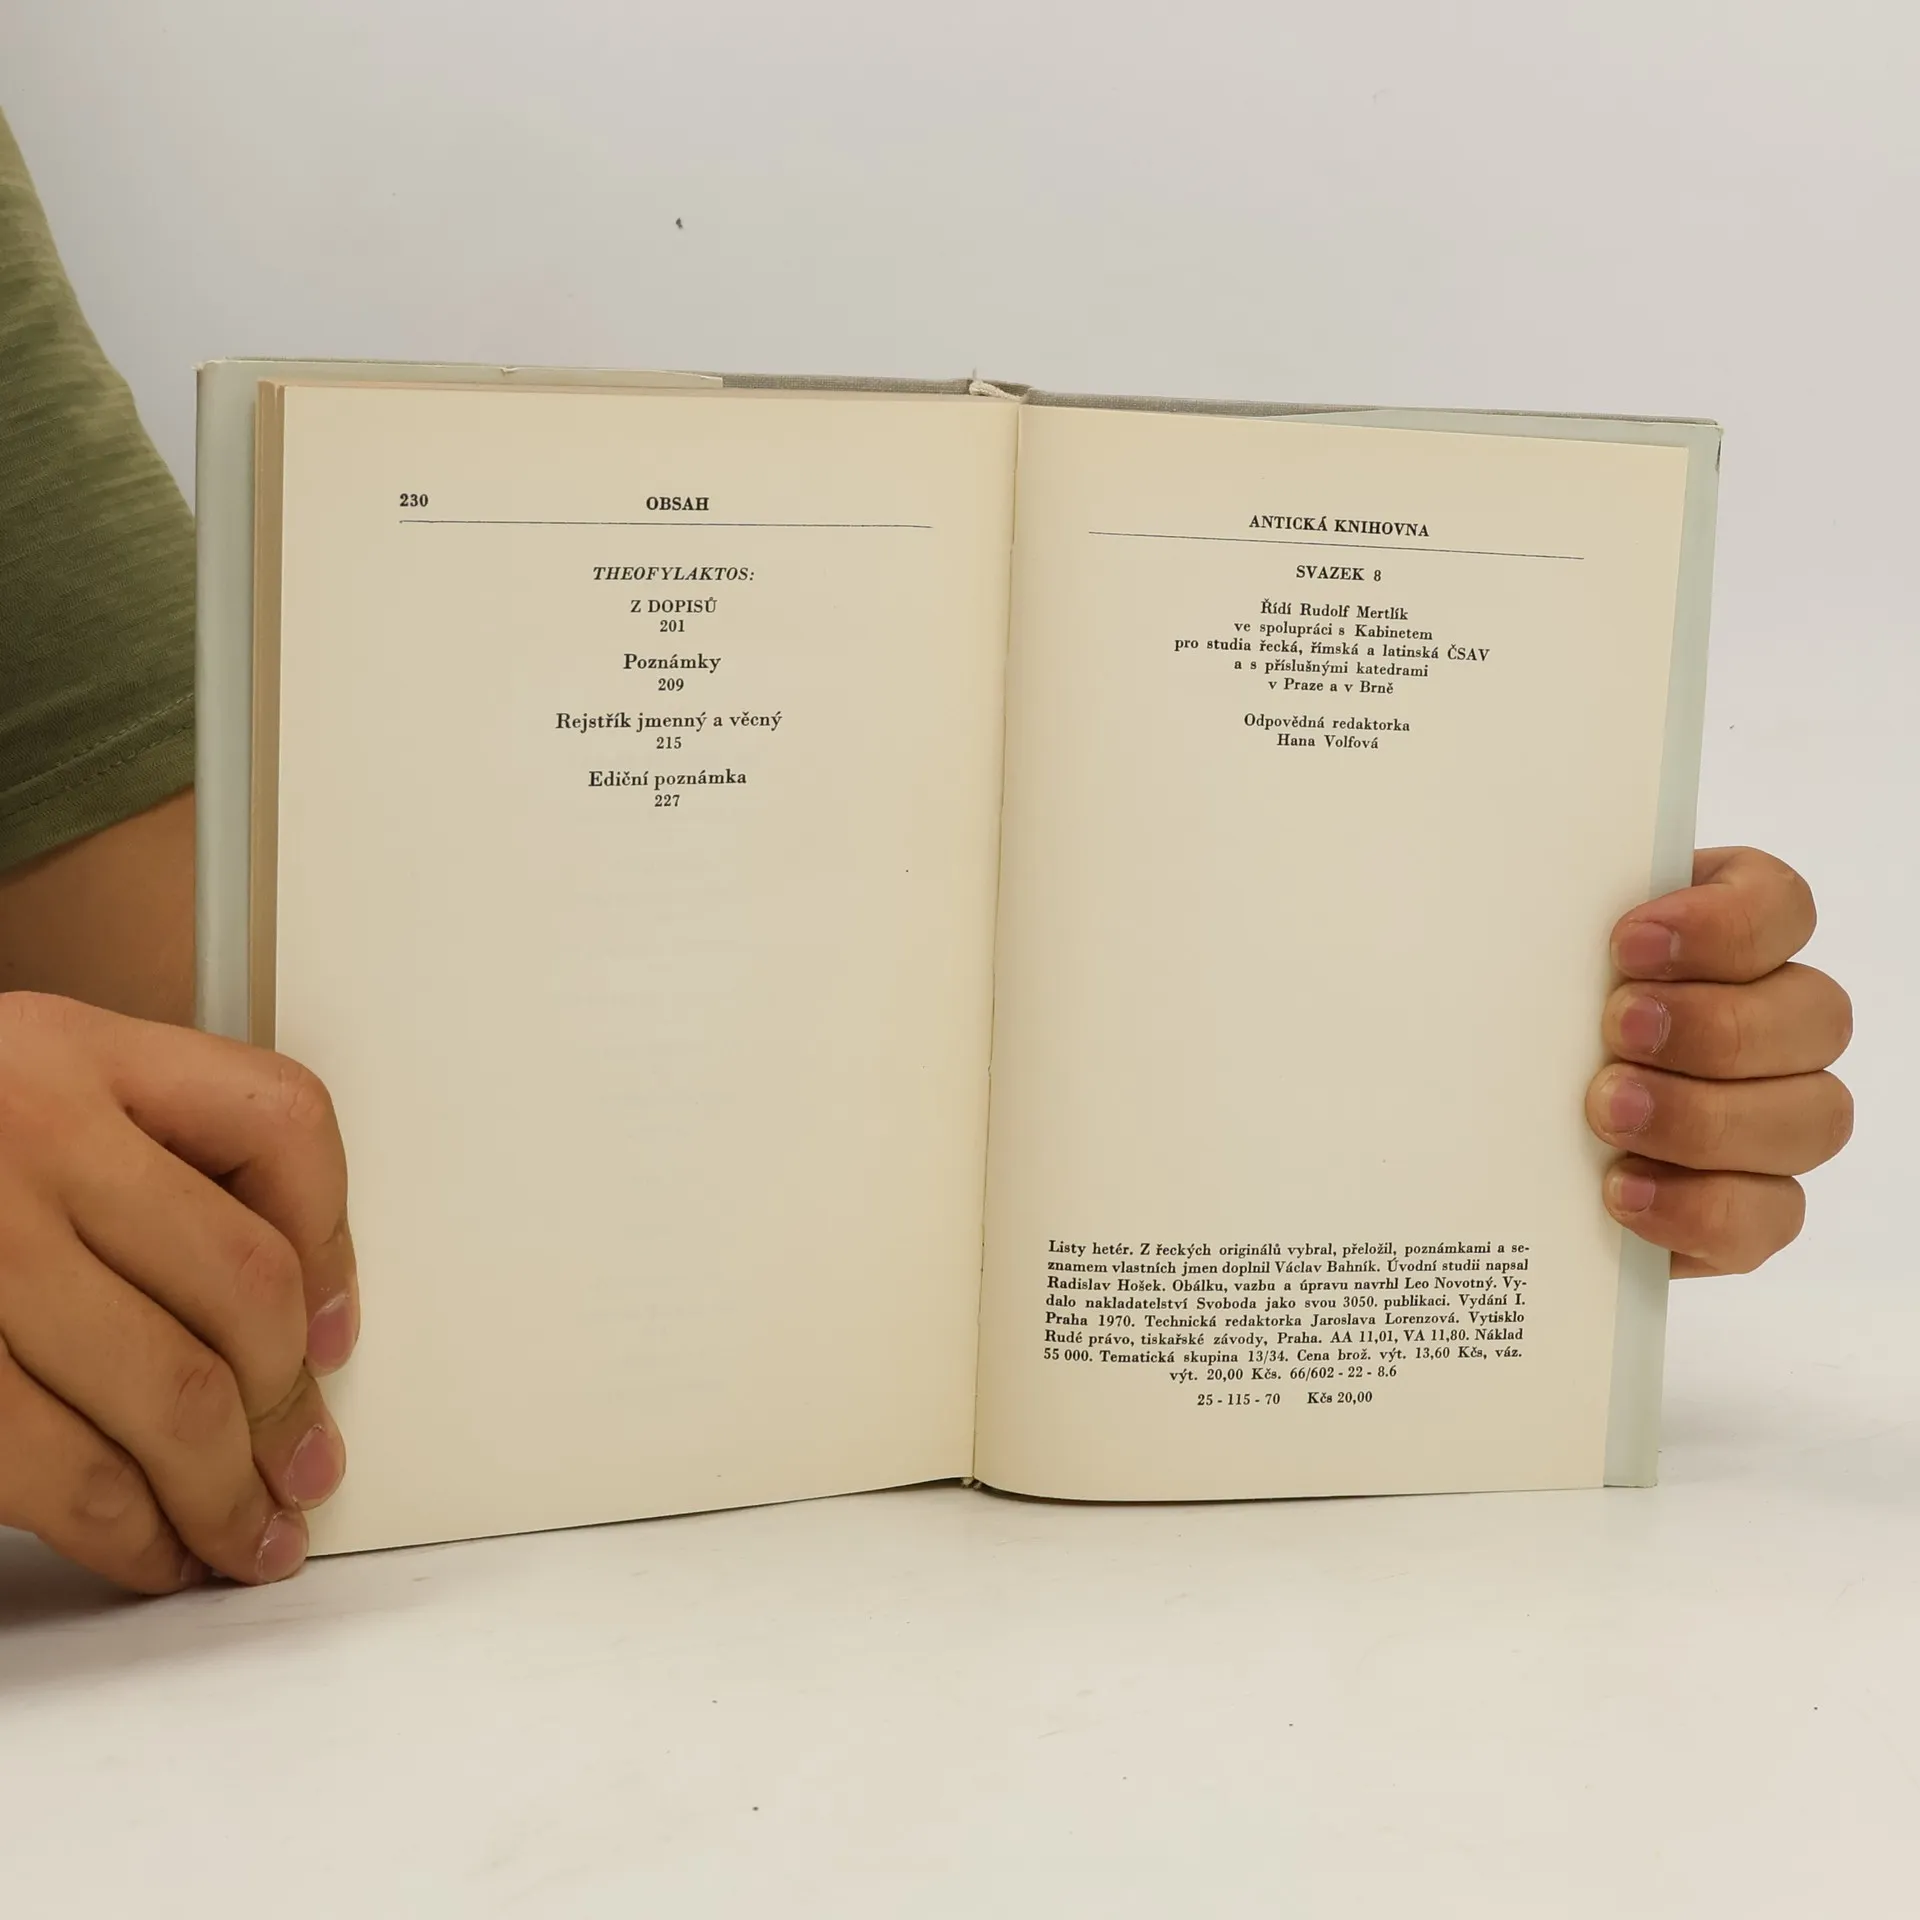 230
OBSAH
THEOFYLAKTOS:
Z DOPISŮ
201
Poznámky
209
Rejstřík jmenný a věcný
215
Ediční poznámka
227
ANTICKÁ KNIHOVNA
SVAZEK 8
Řídí Rudolf Mertlík
ve spolupráci s Kabinetem
pro studia řecká, římská a latinská ČSAV
a s příslušnými katedrami
v Praze a v Brně
Odpovědná redaktorka
Hana Volfová
Listy hetér. Z řeckých originálů vybral, přeložil, poznámkami a se-
znamem vlastních jmen doplnil Václav Bahník. Úvodní studii napsal
Radislav Hošek. Obálku, vazbu a úpravu navrhl Leo Novotný. Vy-
dalo nakladatelství Svoboda jako svou 3050. publikaci. Vydání I.
Praha 1970. Technická redaktorka Jaroslava Lorenzová. Vytisklo
Rudé právo, tiskařské závody, Praha. AA 11,01, VA 11,80. Náklad
55 000. Tematická skupina 13/34. Cena brož. výt. 13,60 Kčs, váz.
výt. 20,00 Kčs. 66/602 - 22 - 8.6
25 - 115 - 70 Kčs 20,00